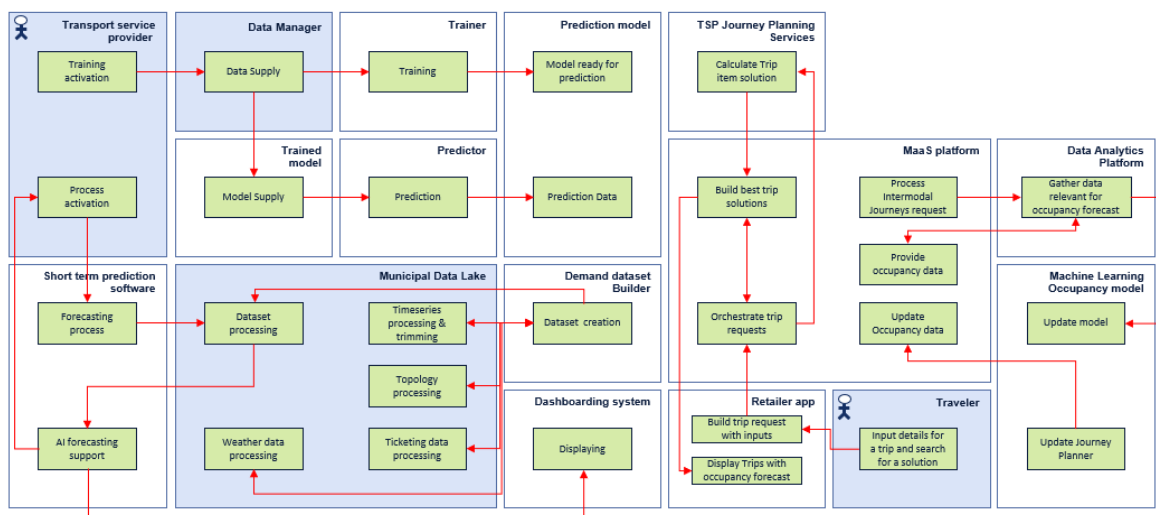 Transport service
provider
Training
activation
Process
activation
Data Manager
Data Supply
Trainer
Training
Prediction model
Model ready for
prediction
Prediction Data
Trained
model
Model Supply
Predictor
Prediction
TSP Journey Planning
Services
Calculate Trip
item solution
MaaS platform
Build best trip
solutions
Process
Intermodal
Journeys request
Provide
occupancy data
Orchestrate trip
requests
Update
Occupancy data
Data Analytics
Platform
Gather data
relevant for
occupancy forecast
Short term prediction
software
Forecasting
process
AI forecasting
support
Municipal Data Lake
Dataset
processing
Timeseries
processing &
trimming
Topology
processing
Weather data
processing
Ticketing data
processing
Demand dataset
Builder
Dataset creation
Dashboarding system
Displaying
Retailer app
Build trip request
with inputs
Display Trips with
occupancy forecast
Traveler
Input details for
a trip and search
for a solution
Machine Learning
Occupancy model
Update model
Update Journey
Planner